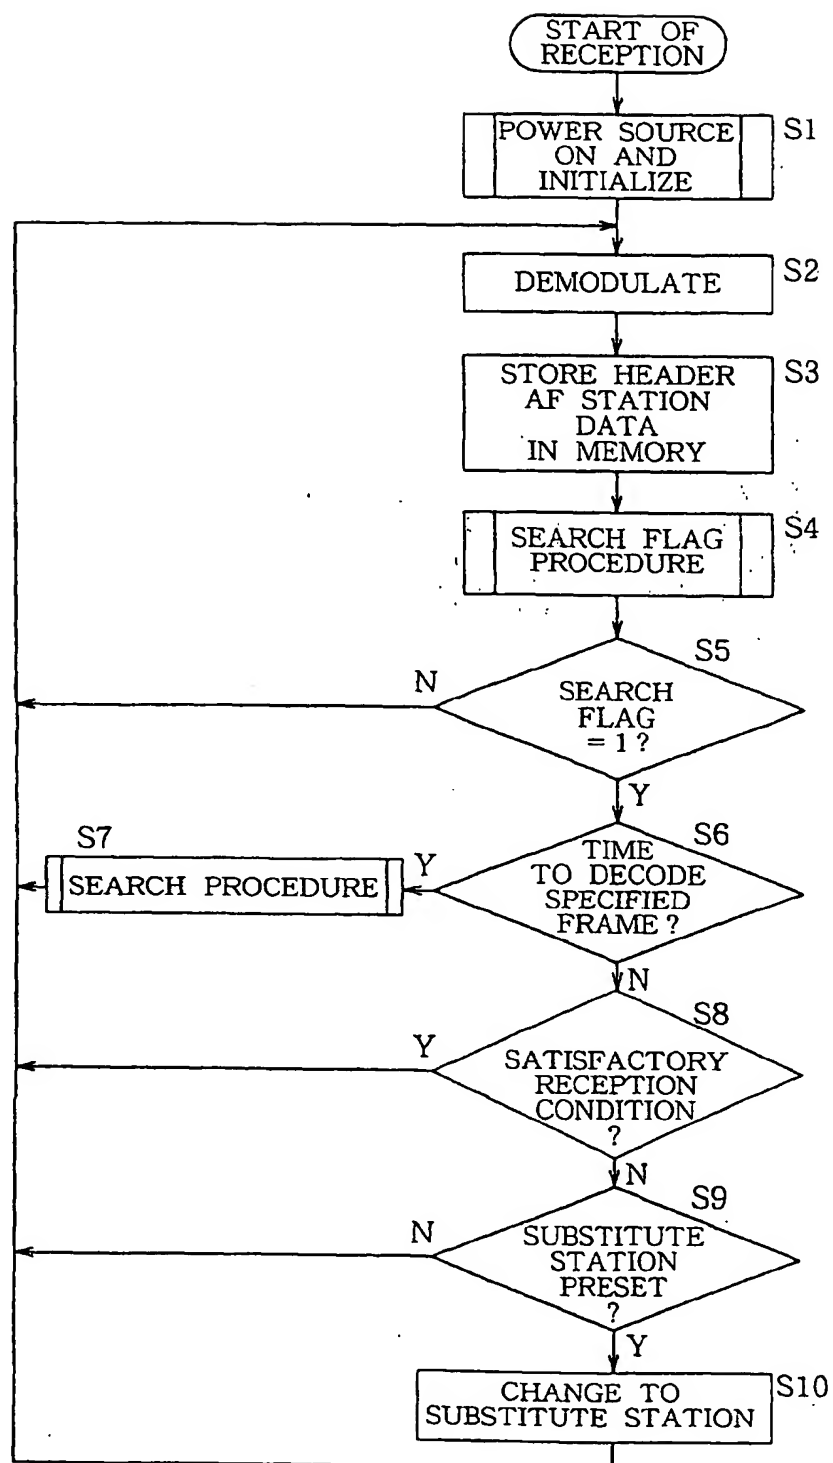 START OF
RECEPTION
POWER SOURCE
ON AND
INITIALIZE
S1
DEMODULATE
S2
STORE HEADER
AF STATION
DATA
IN MEMORY
S3
SEARCH FLAG
PROCEDURE
S4
S5
N
SEARCH
FLAG
= 1 ?
Y
S6
S7
TIME
TO DECODE
SPECIFIED
FRAME ?
Y
SEARCH PROCEDURE
N
S8
Y
SATISFACTORY
RECEPTION
CONDITION
?
N
S9
N
SUBSTITUTE
STATION
PRESET
?
Y
CHANGE TO
SUBSTITUTE STATION
S10